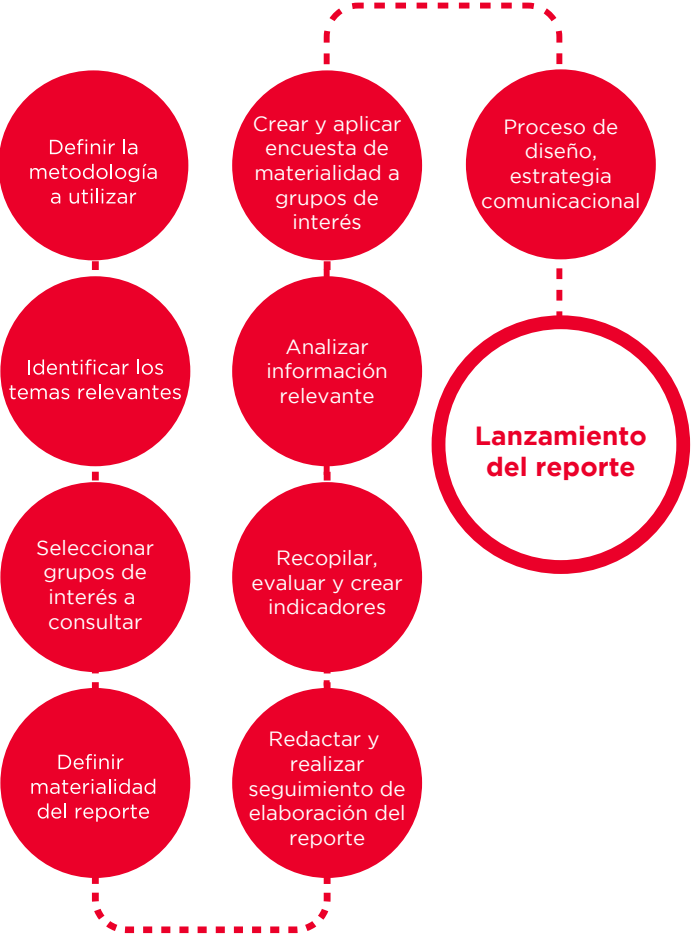 Definir la
metodología
a utilizar
Identificar los
temas relevantes
Seleccionar
grupos de
interés a
consultar
Definir
materialidad
del reporte
Crear y aplicar
encuesta de
materialidad a
grupos de
interés
Analizar
información
relevante
Recopilar,
evaluar y crear
indicadores
Redactar y
realizar
seguimiento de
elaboración del
reporte
Proceso de
diseño,
estrategia
comunicacional
Lanzamiento
del reporte